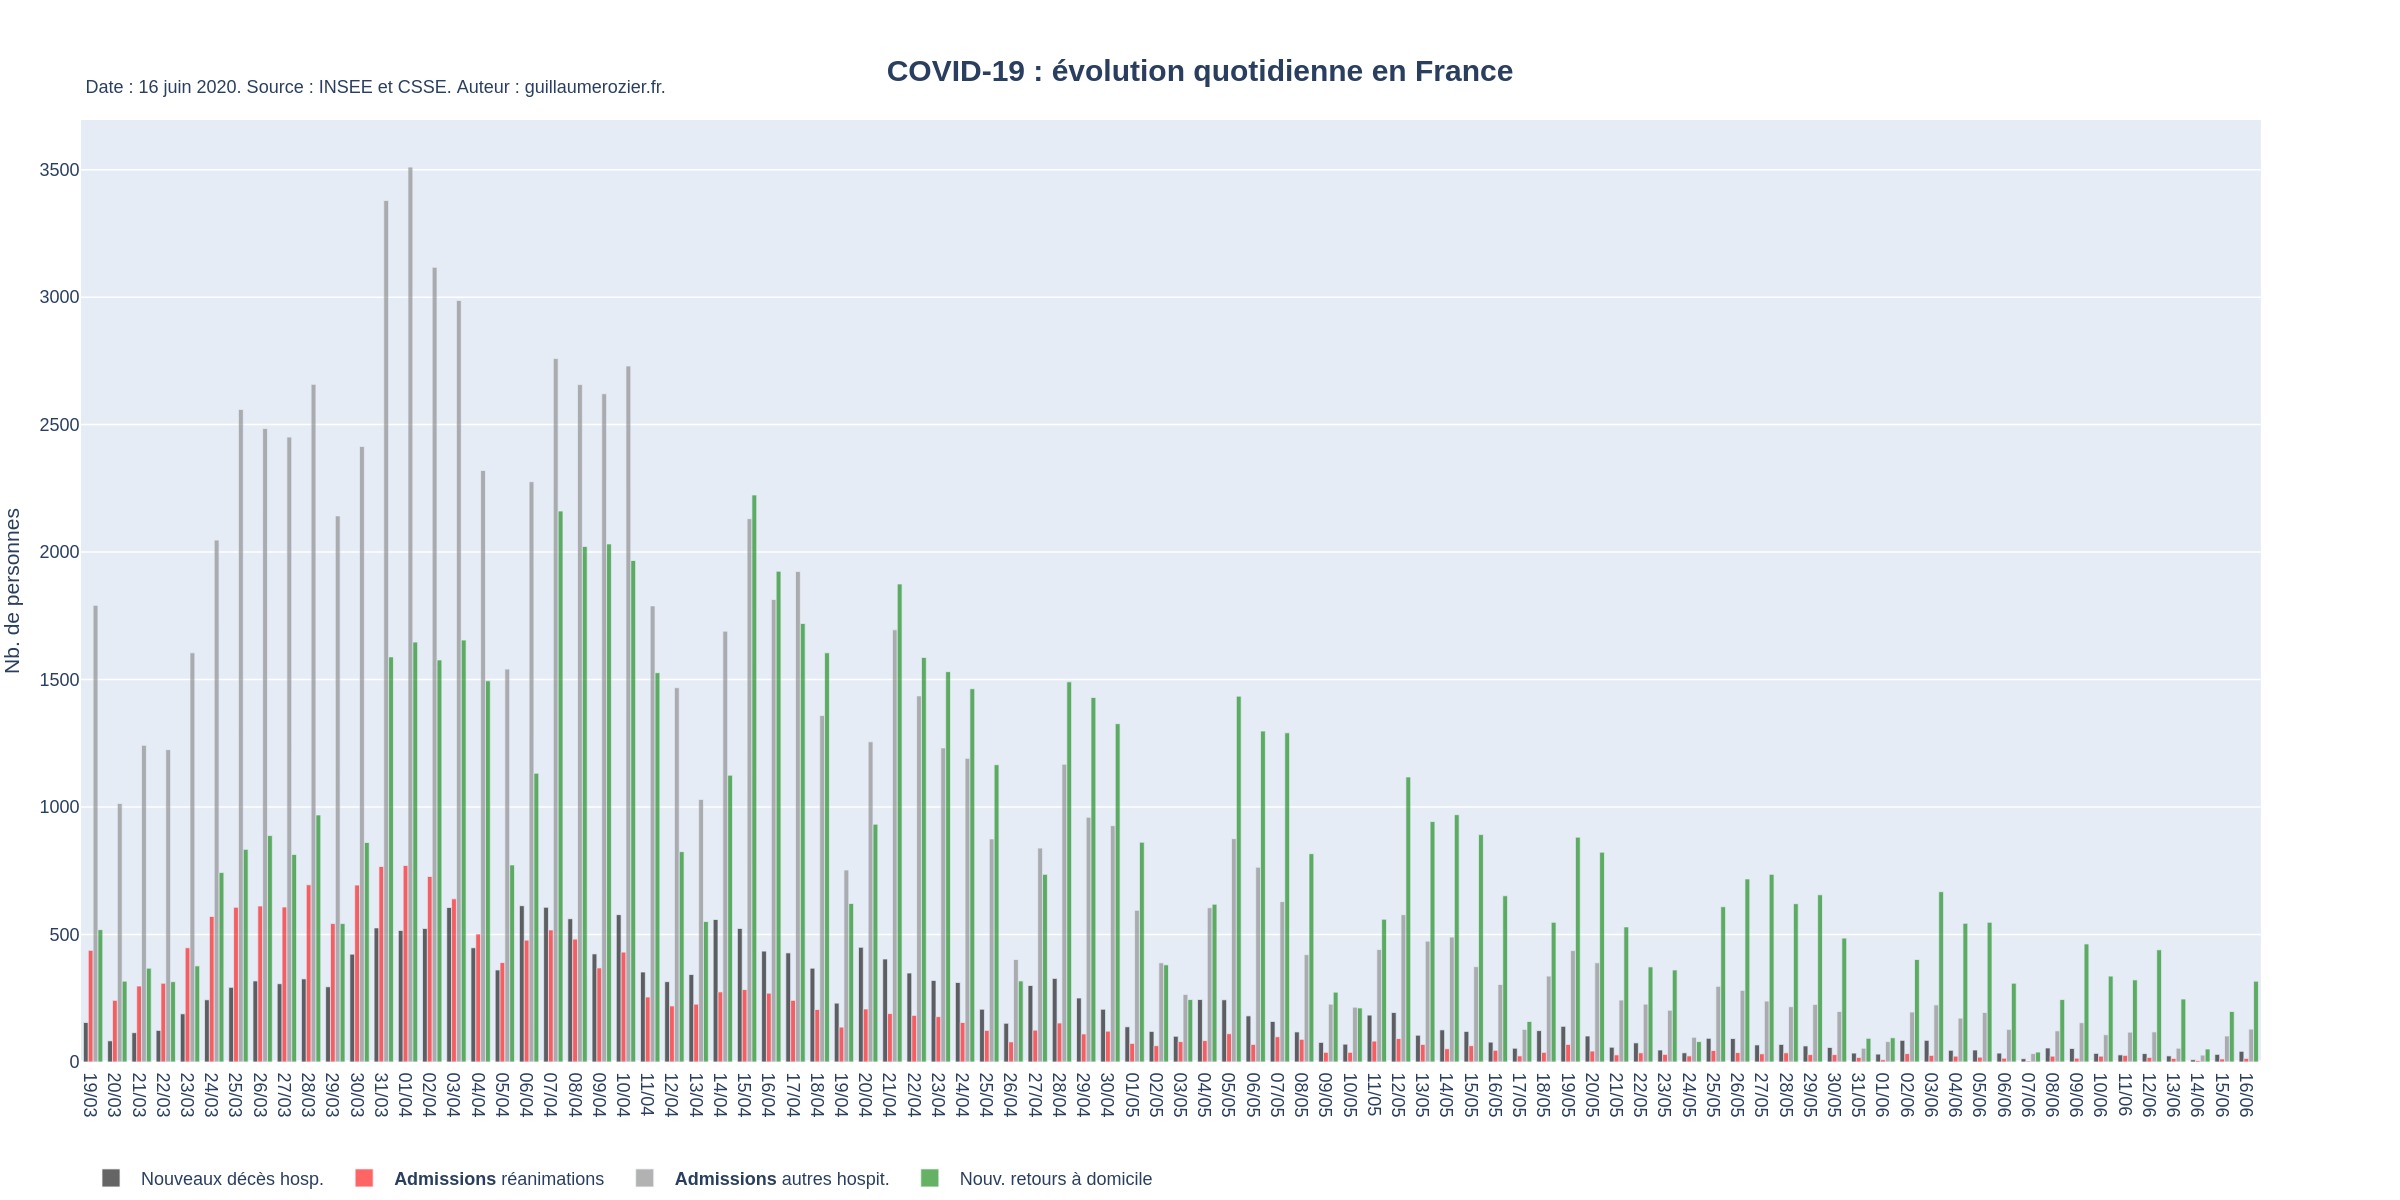 COVID-19 : évolution quotidienne en France
Date : 16 juin 2020. Source : INSEE et CSSE. Auteur : guillaumerozier.fr.
Nb. de personnes
3500
3000
2500
2000
1500
1000
500
0
19/03 20/03 21/03 22/03 23/03 24/03 25/03 26/03 27/03 28/03 29/03 30/03 31/03 01/04 02/04 03/04 04/04 05/04 06/04 07/04 08/04 09/04 10/04 11/04 12/04 13/04 14/04 15/04 16/04 17/04 18/04 19/04 20/04 21/04 22/04 23/04 24/04 25/04 26/04 27/04 28/04 29/04 30/04 01/05 02/05 03/05 04/05 05/05 06/05 07/05 08/05 09/05 10/05 11/05 12/05 13/05 14/05 15/05 16/05 17/05 18/05 19/05 20/05 21/05 22/05 23/05 24/05 25/05 26/05 27/05 28/05 29/05 30/05 31/05 01/06 02/06 03/06 04/06 05/06 06/06 07/06 08/06 09/06 10/06 11/06 12/06 13/06 14/06 15/06 16/06
Nouveaux décès hosp. Admissions réanimations Admissions autres hospit. Nouv. retours à domicile